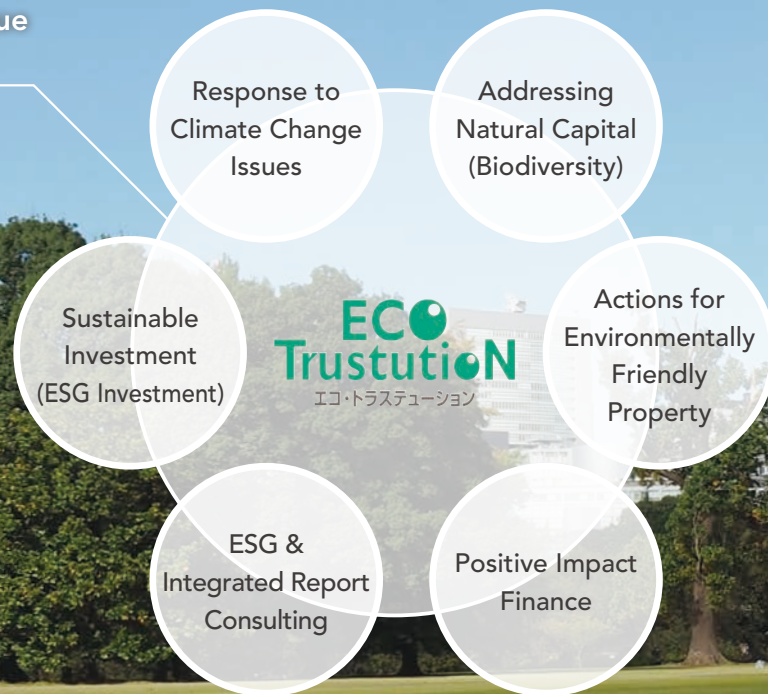 ue
Response to
Climate Change
Issues
Addressing
Natural Capital
(Biodiversity)
Sustainable
Investment
(ESG Investment)
ECO
TrustutioN
エコ・トラステューション
Actions for
Environmentally
Friendly
Property
ESG &
Integrated Report
Consulting
Positive Impact
Finance